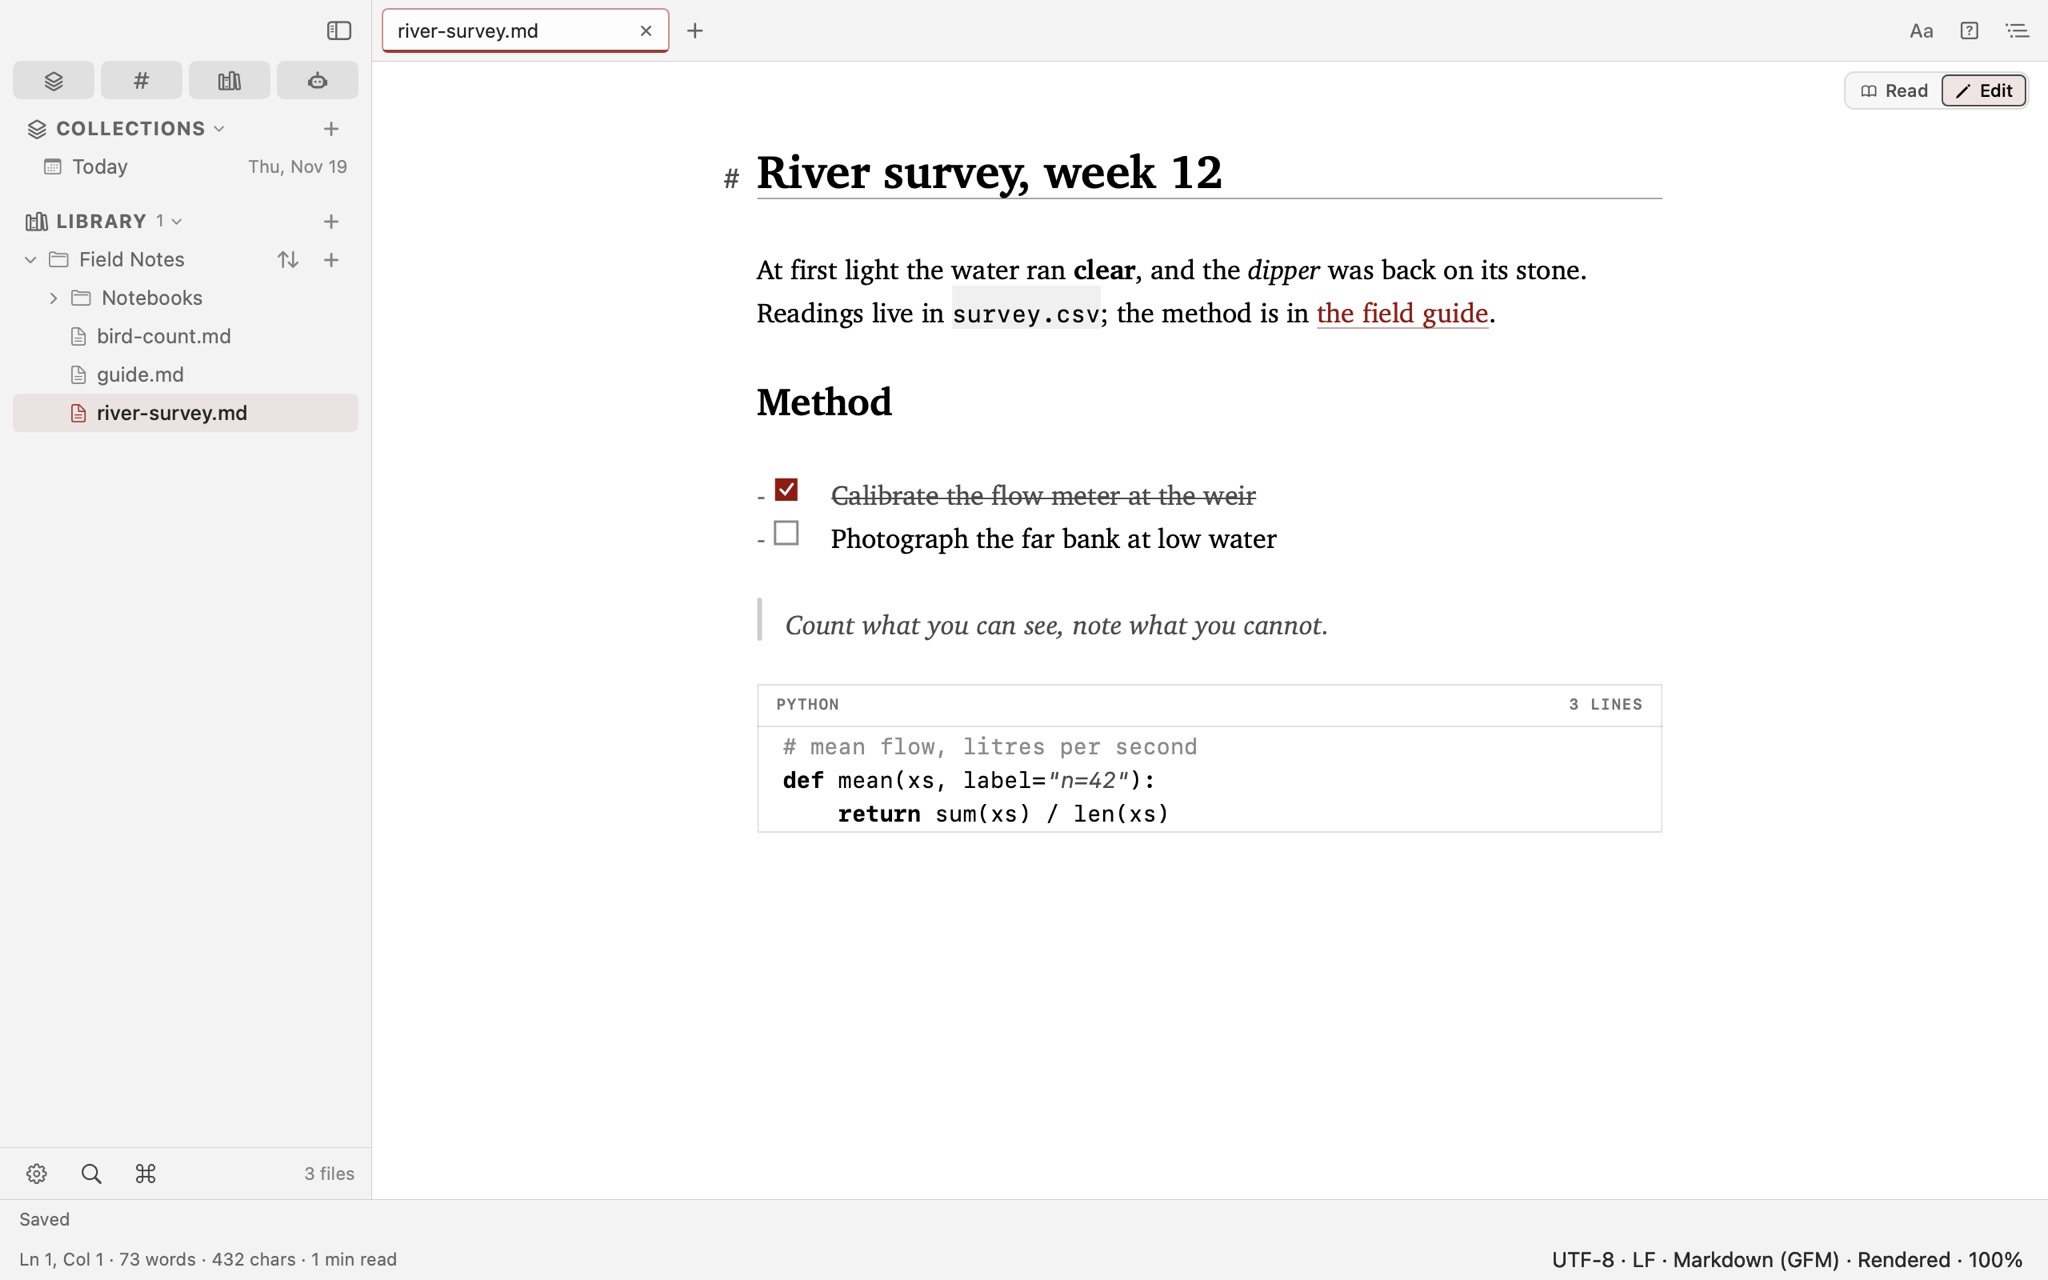 river-survey.md
Aa
Read
Edit
COLLECTIONS
Today Thu, Nov 19
LIBRARY 1
Field Notes
Notebooks
bird-count.md
guide.md
river-survey.md
3 files
# River survey, week 12
At first light the water ran clear, and the dipper was back on its stone.
Readings live in survey.csv; the method is in the field guide.
Method
- Calibrate the flow meter at the weir
- Photograph the far bank at low water
Count what you can see, note what you cannot.
PYTHON 3 LINES
# mean flow, litres per second
def mean(xs, label="n=42"):
    return sum(xs) / len(xs)
Saved
Ln 1, Col 1 · 73 words · 432 chars · 1 min read
UTF-8 · LF · Markdown (GFM) · Rendered · 100%